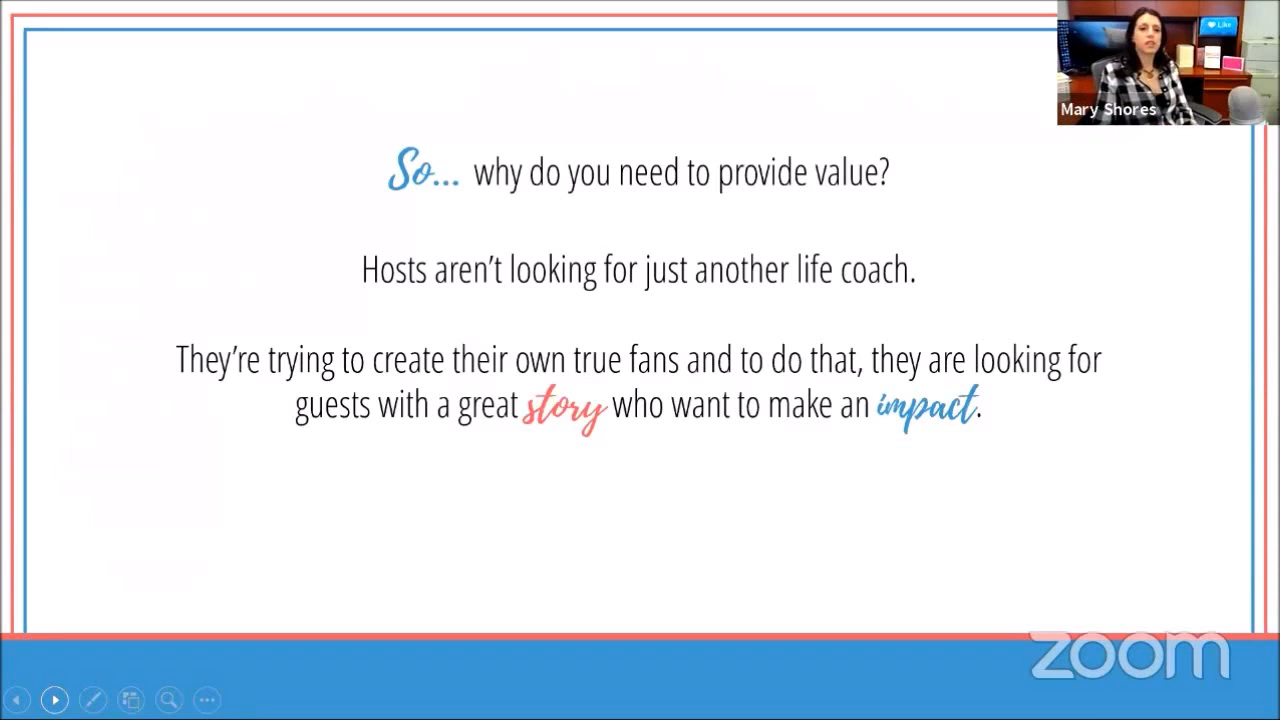 Like
Mary Shores
So... why do you need to provide value?
Hosts aren't looking for just another life coach.
They're trying to create their own true fans and to do that, they are looking for
guests with a great story who want to make an impact.
zoom